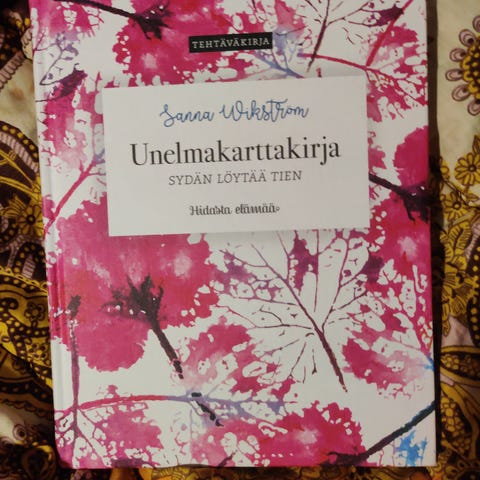 TEHTÄVÄKIRJA
Sanna Wikström
Unelmakarttakirja
SYDÄN LÖYTÄÄ TIEN
Hidasta elämää